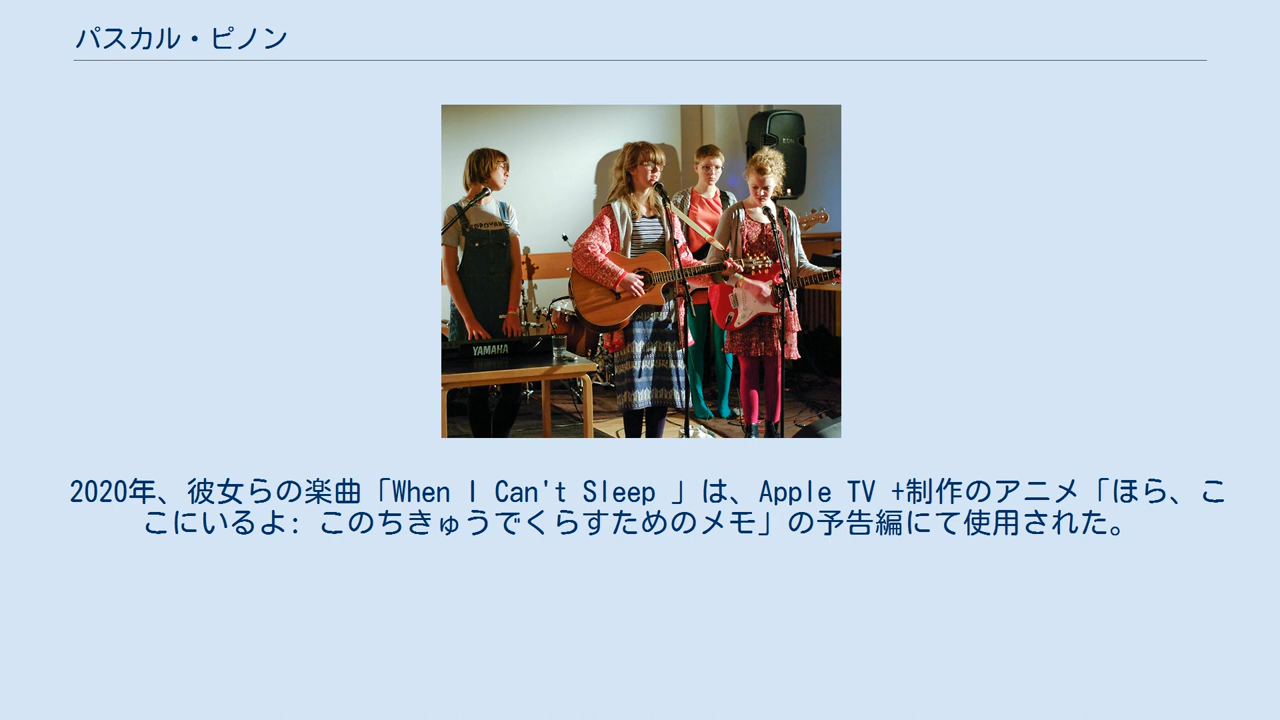 パスカル・ピノン
YAMAHA
2020年、彼女らの楽曲「When I Can't Sleep 」は、Apple TV +制作のアニメ「ほら、こ
こにいるよ: このちきゅうでくらすためのメモ」の予告編にて使用された。